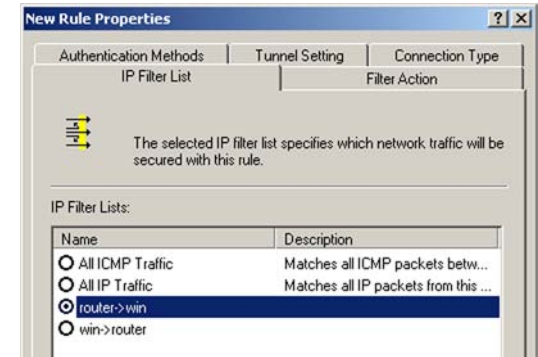 New Rule Properties
Authentication Methods
Tunnel Setting
Connection Type
IP Filter List
Filter Action
The selected IP filter list specifies which network traffic will be
secured with this rule.
IP Filter Lists:
Name
Description
All ICMP Traffic
Matches all ICMP packets betw...
All IP Traffic
Matches all IP packets from this ...
router->win
win->router